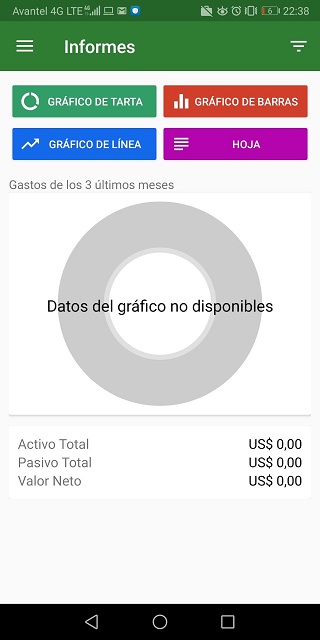 Avantel 4G LTE 6 22:38
Informes
GRÁFICO DE TARTA GRÁFICO DE BARRAS
GRÁFICO DE LÍNEA HOJA
Gastos de los 3 últimos meses
Datos del gráfico no disponibles
Activo Total US$ 0,00
Pasivo Total US$ 0,00
Valor Neto US$ 0,00